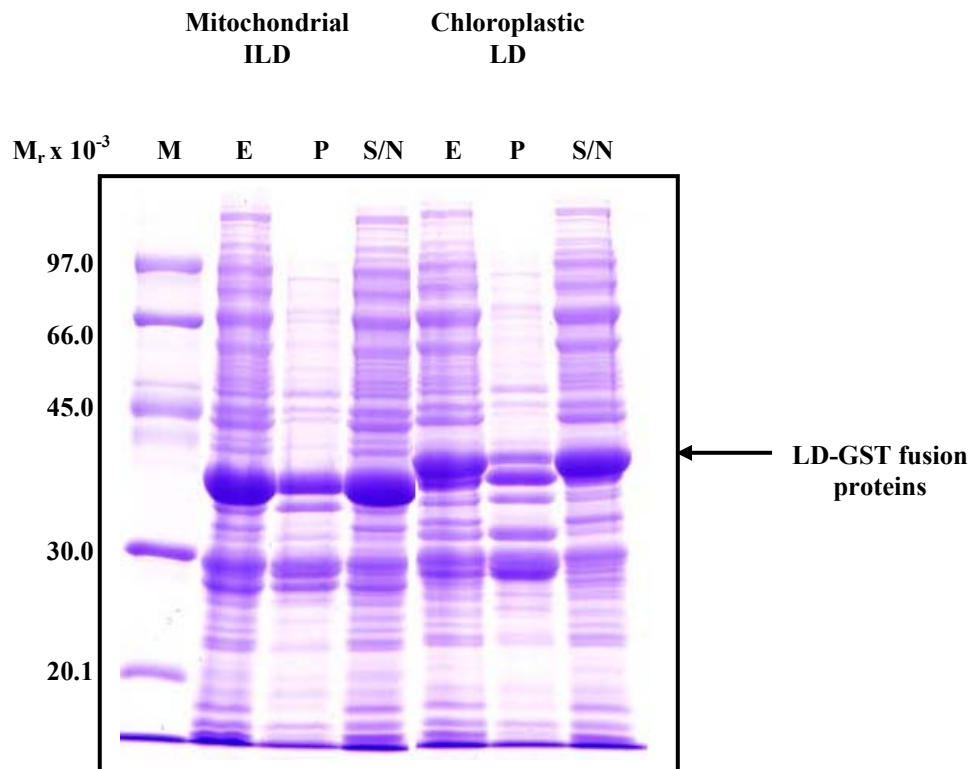 Mitochondrial
ILD
Chloroplastic
LD
Mr x 10-3 M E P S/N E P S/N
97.0
66.0
45.0
30.0
20.1
LD-GST fusion
proteins